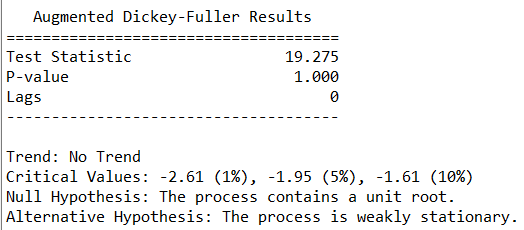 Augmented Dickey-Fuller Results
=====================================
Test Statistic 19.275
P-value 1.000
Lags 0
-------------------------------------
Trend: No Trend
Critical Values: -2.61 (1%), -1.95 (5%), -1.61 (10%)
Null Hypothesis: The process contains a unit root.
Alternative Hypothesis: The process is weakly stationary.